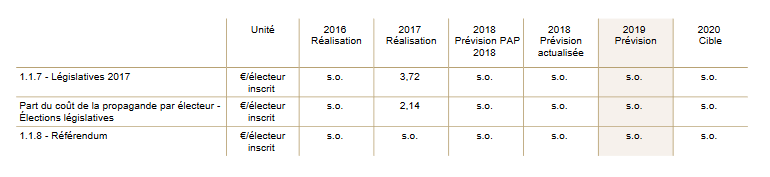 Unité 2016 Réalisation 2017 Réalisation 2018 Prévision PAP 2018 2018 Prévision actualisée 2019 Prévision 2020 Cible
1.1.7 - Législatives 2017 €/électeur inscrit s.o. 3,72 s.o. s.o. s.o. s.o.
Part du coût de la propagande par électeur - Élections législatives €/électeur inscrit s.o. 2,14 s.o. s.o. s.o. s.o.
1.1.8 - Référendum €/électeur inscrit s.o. s.o. s.o. s.o. s.o. s.o.